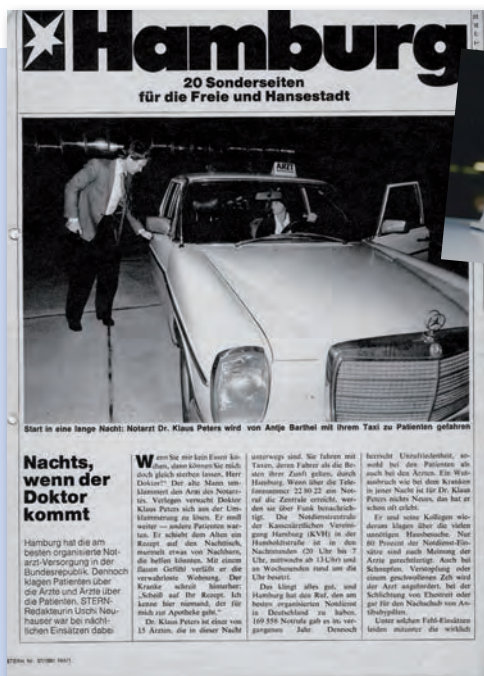 Hamburg
20 Sonderseiten
für die Freie und Hansestadt
ARZT
Start in eine lange Nacht: Notarzt Dr. Klaus Peters wird von Antje Barthel mit ihrem Taxi zu Patienten gefahren
Nachts,
wenn der
Doktor
kommt
Hamburg hat die am
besten organisierte Not-
arzt-Versorgung in der
Bundesrepublik. Dennoch
klagen Patienten über
die Ärzte und Ärzte über
die Patienten. STERN-
Redakteurin Uschi Neu-
hauser war bei nächt-
lichen Einsätzen dabei
Wenn Sie mir kein Essen ko-
chen, dann können Sie mich
doch gleich sterben lassen, Herr
Doktor!" Der alte Mann um-
klammert den Arm des Notarz-
tes. Verlegen versucht Doktor
Klaus Peters sich aus der Um-
klammerung zu lösen. Er muß
weiter — andere Patienten war-
ten. Er schiebt dem Alten ein
Rezept auf den Nachttisch,
murmelt etwas von Nachbarn,
die helfen könnten. Mit einem
flauen Gefühl verläßt er die
verwahrloste Wohnung. Der
Kranke schreit hinterher:
"Scheiß auf Ihr Rezept. Ich
kenne hier niemand, der für
mich zur Apotheke geht."
Dr. Klaus Peters ist einer von
15 Ärzten, die in dieser Nacht
unterwegs sind. Sie fahren mit
Taxen, deren Fahrer als die Be-
sten ihrer Zunft gelten, durch
Hamburg. Wenn über die Tele-
fonnummer 22 80 22 ein Not-
ruf die Zentrale erreicht, wer-
den sie über Funk benachrich-
tigt. Die Notdienstzentrale
der Kassenärztlichen Vereini-
gung Hamburg (KVH) in der
Humboldtstraße ist in den
Nachtstunden (20 Uhr bis 7
Uhr, mittwochs ab 13 Uhr) und
an Wochenenden rund um die
Uhr besetzt.
Das klingt alles gut, und
Hamburg hat den Ruf, den am
besten organisierten Notdienst
in Deutschland zu haben.
169 556 Notrufe gab es im ver-
gangenen Jahr. Dennoch
herrscht Unzufriedenheit, so-
wohl bei den Patienten als
auch bei den Ärzten. Ein Wut-
ausbruch wie bei dem Kranken
in jener Nacht ist für Dr. Klaus
Peters nichts Neues, das hat er
schon oft erlebt.
Er und seine Kollegen wie-
derum klagen über die vielen
unnötigen Hausbesuche. Nur
60 Prozent der Notdienst-Ein-
sätze sind nach Meinung der
Ärzte gerechtfertigt. Auch bei
Schnupfen, Verstopfung oder
einem geschwollenen Zeh wird
der Arzt angefordert, bei der
Schlichtung von Ehestreit oder
gar für den Nachschub von An-
tibabypillen.
Unter solchen Fehl-Einsätzen
leiden mitunter die wirklich